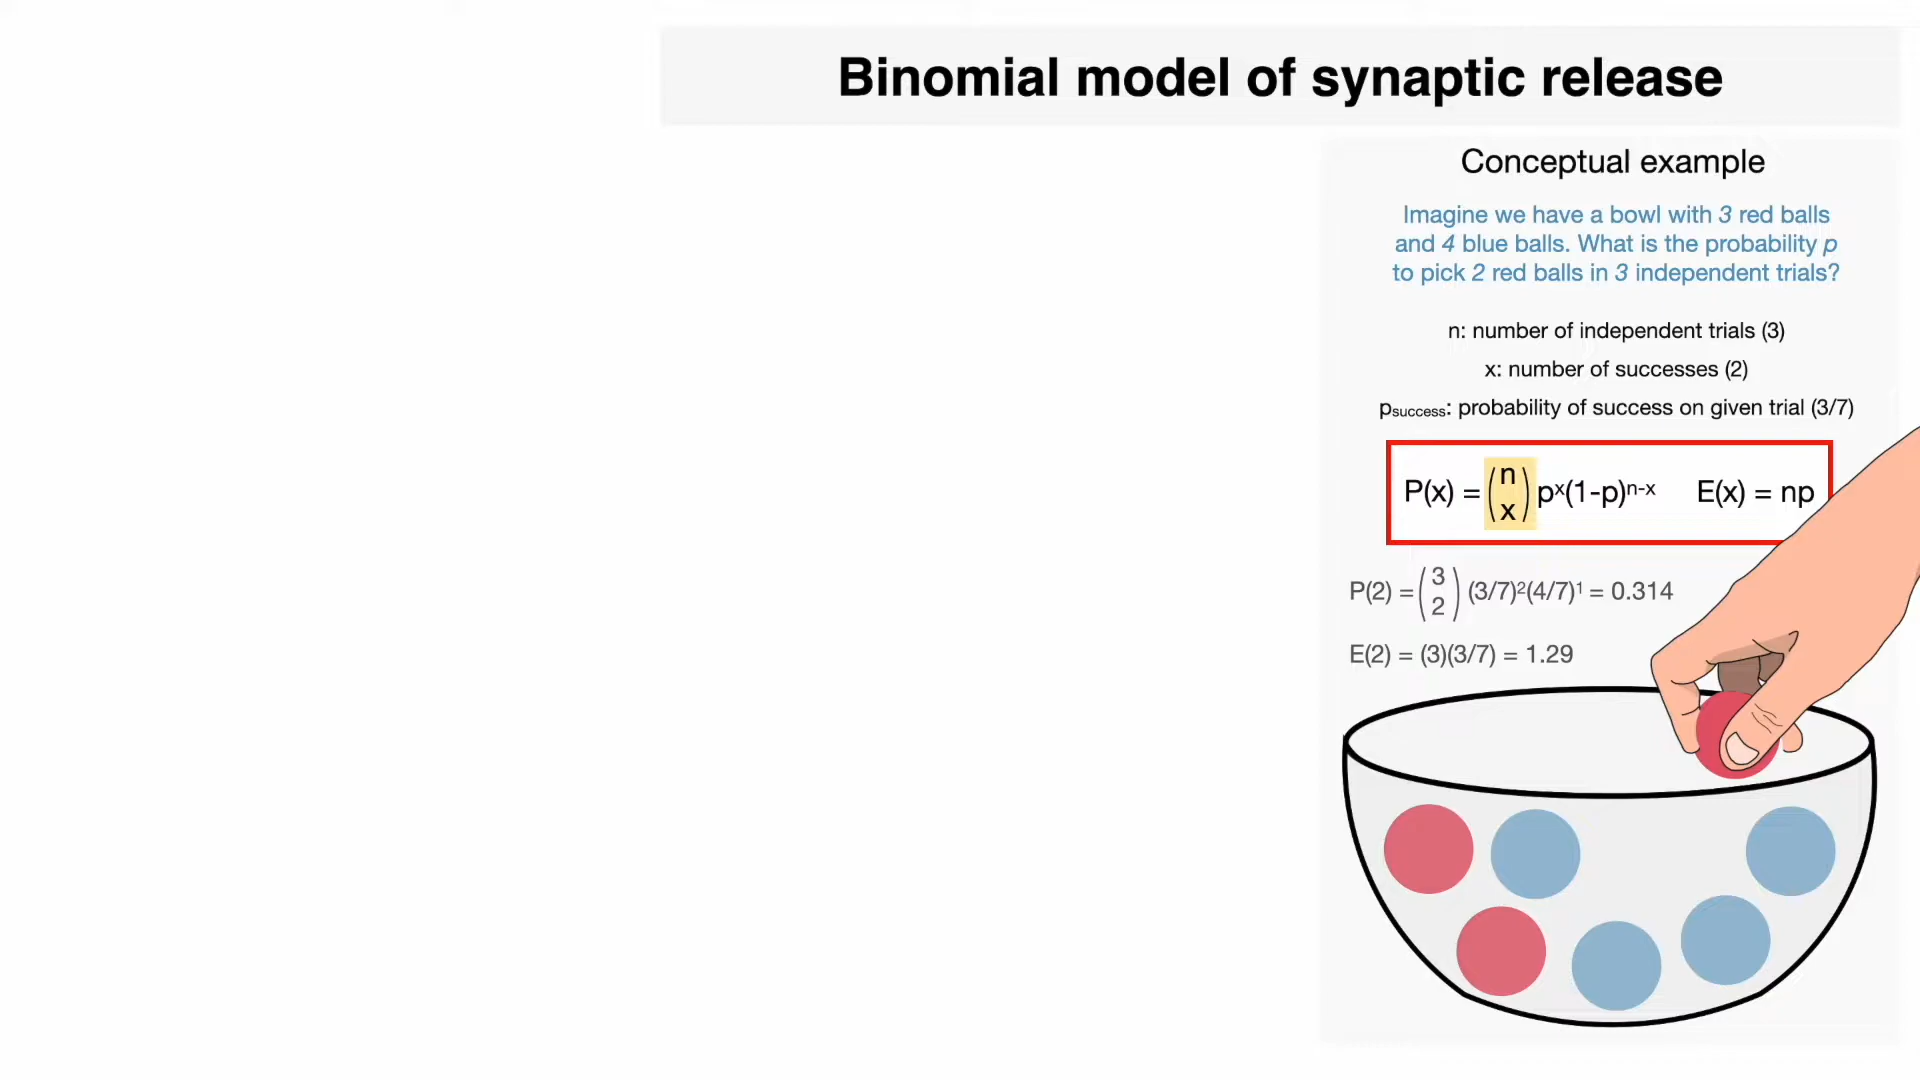 Binomial model of synaptic release
Conceptual example
Imagine we have a bowl with 3 red balls
and 4 blue balls. What is the probability p
to pick 2 red balls in 3 independent trials?
n: number of independent trials (3)
x: number of successes (2)
p_success: probability of success on given trial (3/7)
P(x) = (n x) pˣ(1-p)ⁿ⁻ˣ E(x) = np
P(2) = (3 2) (3/7)²(4/7)¹ = 0.314
E(2) = (3)(3/7) = 1.29